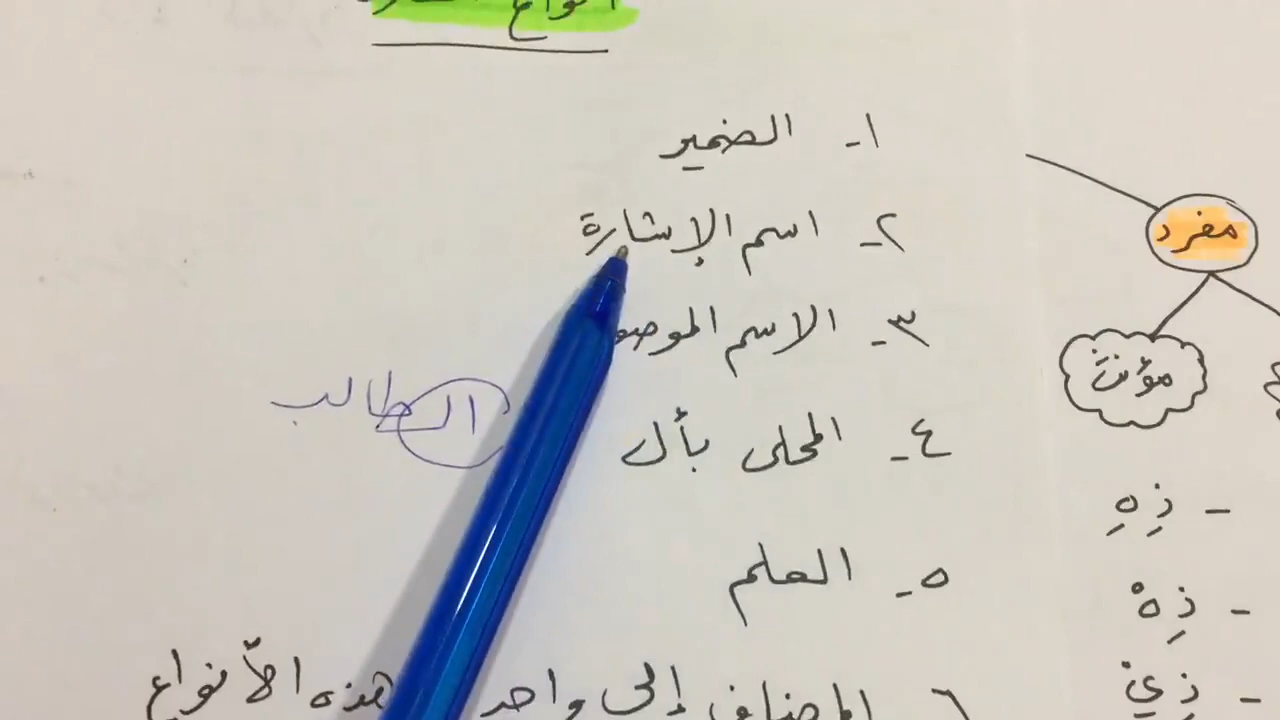 أنواع
١- الضمير
٢- اسم الإشارة
٣- الاسم
٤- المحلى بأل
الطالب
٥- العلم
٦- المضاف إلى واحد هذه الأنواع
مفرد
مؤنث
- ذِهِ
- ذِهْ
- ذِي